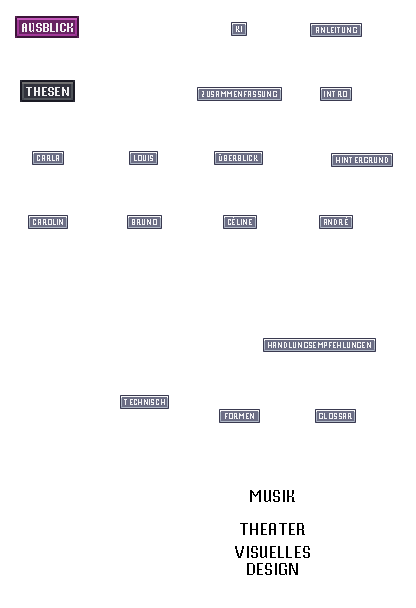 AUSBLICK
KI
ANLEITUNG
THESEN
ZUSAMMENFASSUNG
INTRO
CARLA
LOUIS
ÜBERBLICK
HINTERGRUND
CAROLIN
BRUNO
CÉLINE
ANDRÉ
HANDLUNGSEMPFEHLUNGEN
TECHNISCH
FORMEN
GLOSSAR
MUSIK
THEATER
VISUELLES
DESIGN